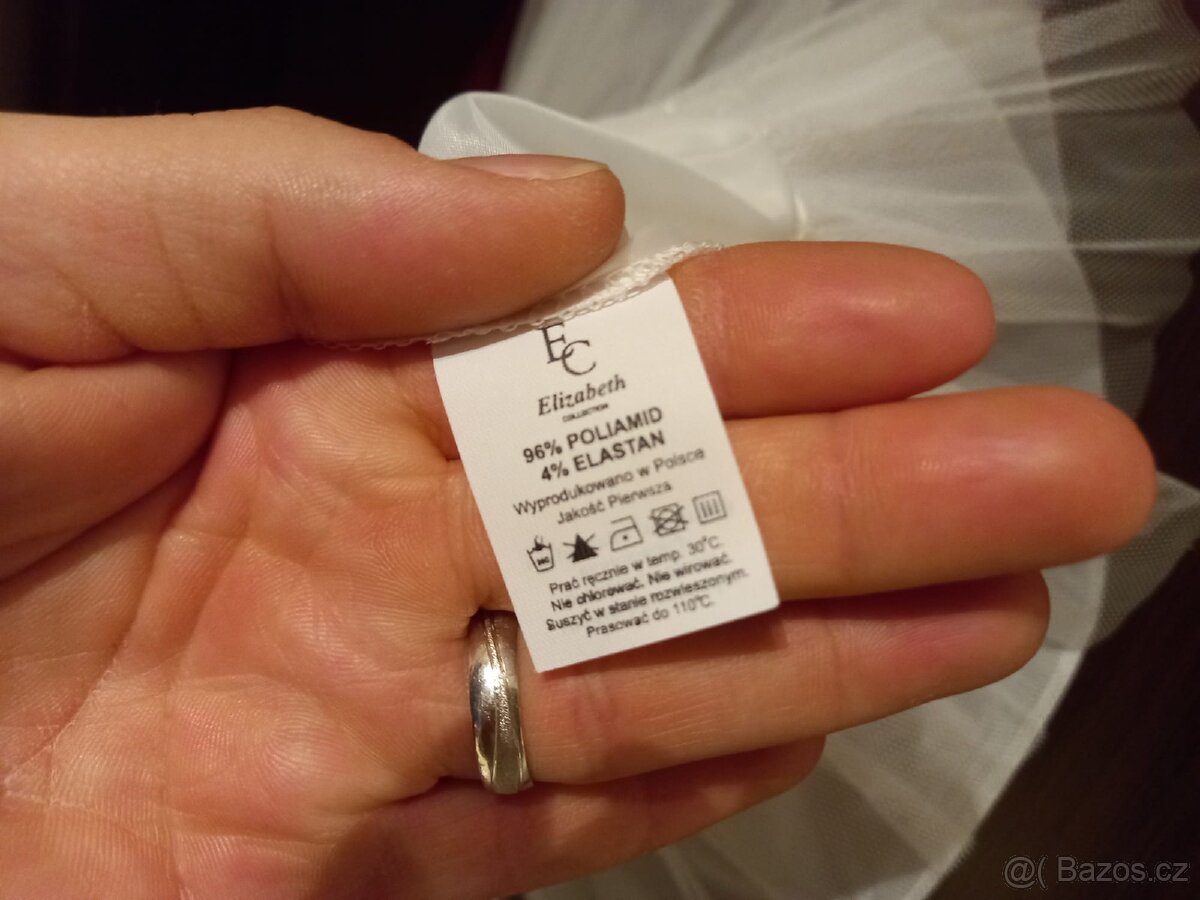 EC
Elizabeth
COLLECTION
96% POLIAMID
4% ELASTAN
Wyprodukowano w Polsce
Jakość Pierwsza
Prać ręcznie w temp. 30°C.
Nie chlorować. Nie wirować.
Suszyć w stanie rozwieszonym.
Prasować do 110°C.
@( Bazos.cz